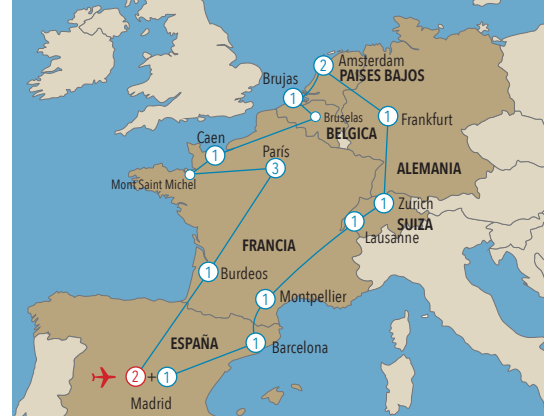 Amsterdam
2
PAISES BAJOS
Brujas
1
Bruselas
BELGICA
1
Frankfurt
Caen
1
París
3
ALEMANIA
Mont Saint Michel
1
Zurich
SUIZA
1
Lausanne
FRANCIA
1
Burdeos
1
Montpellier
ESPAÑA
1
Barcelona
2+1
Madrid